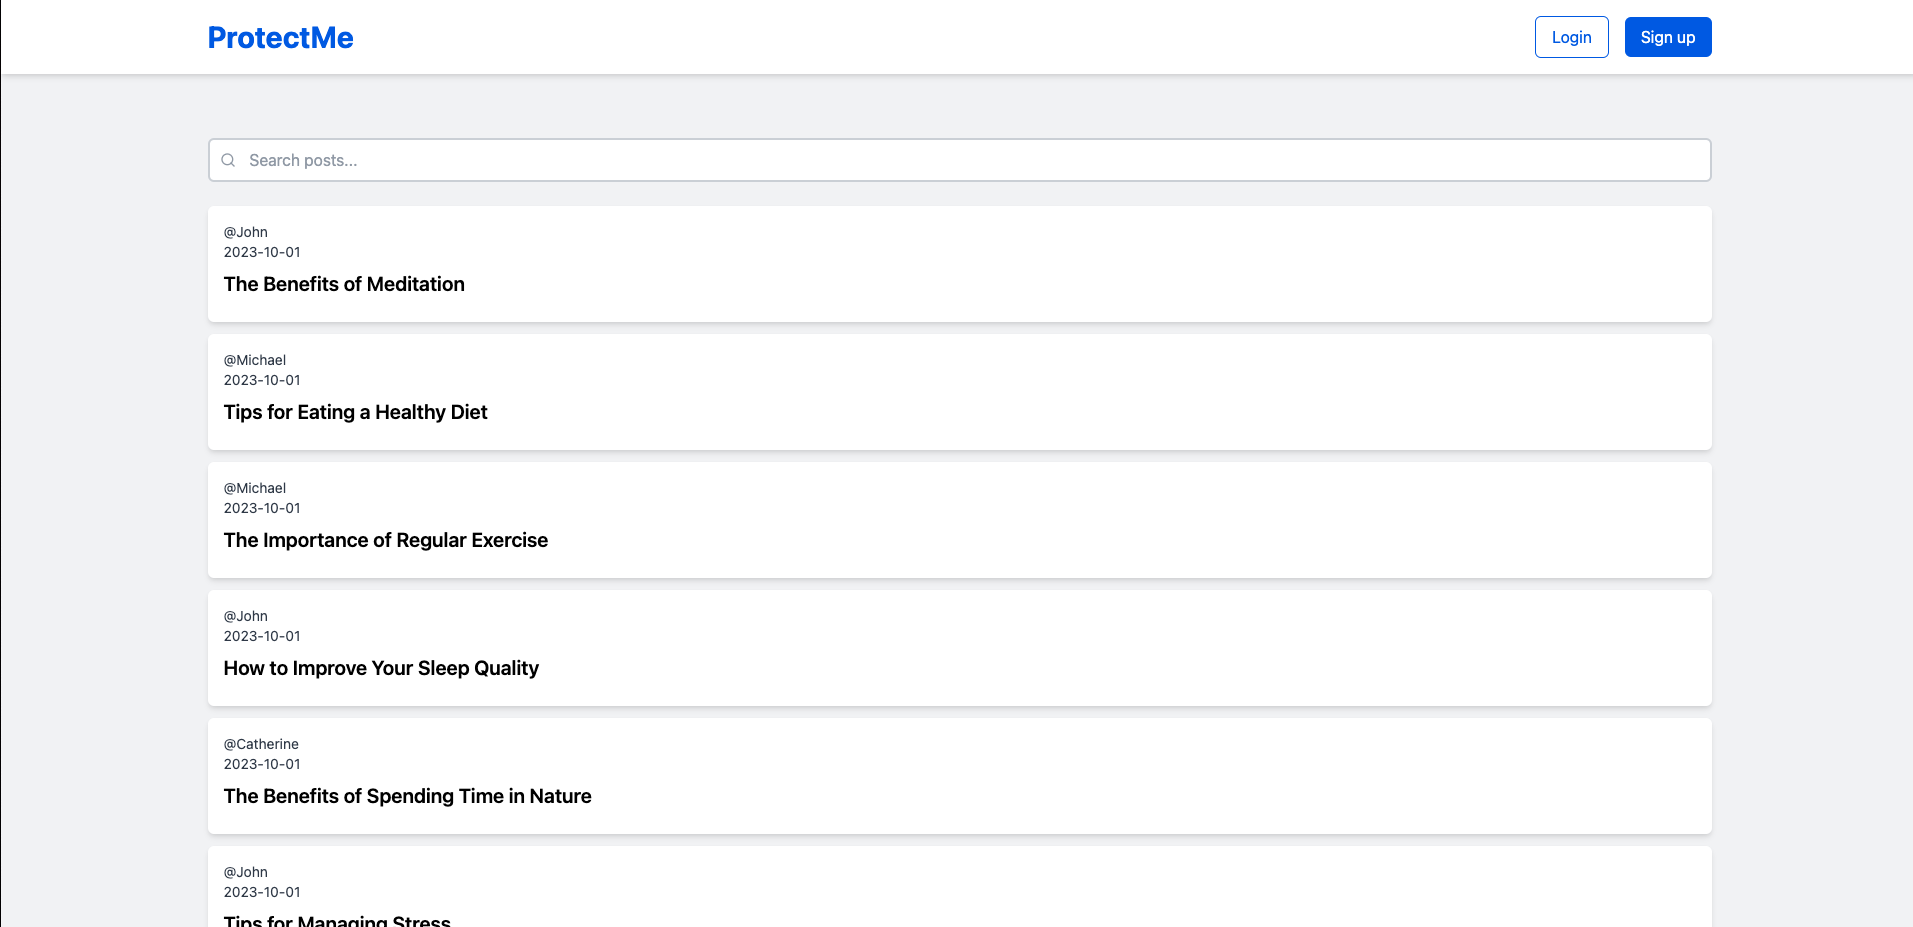 ProtectMe
Login
Sign up
Search posts...
@John
2023-10-01
The Benefits of Meditation
@Michael
2023-10-01
Tips for Eating a Healthy Diet
@Michael
2023-10-01
The Importance of Regular Exercise
@John
2023-10-01
How to Improve Your Sleep Quality
@Catherine
2023-10-01
The Benefits of Spending Time in Nature
@John
2023-10-01
Tips for Managing Stress